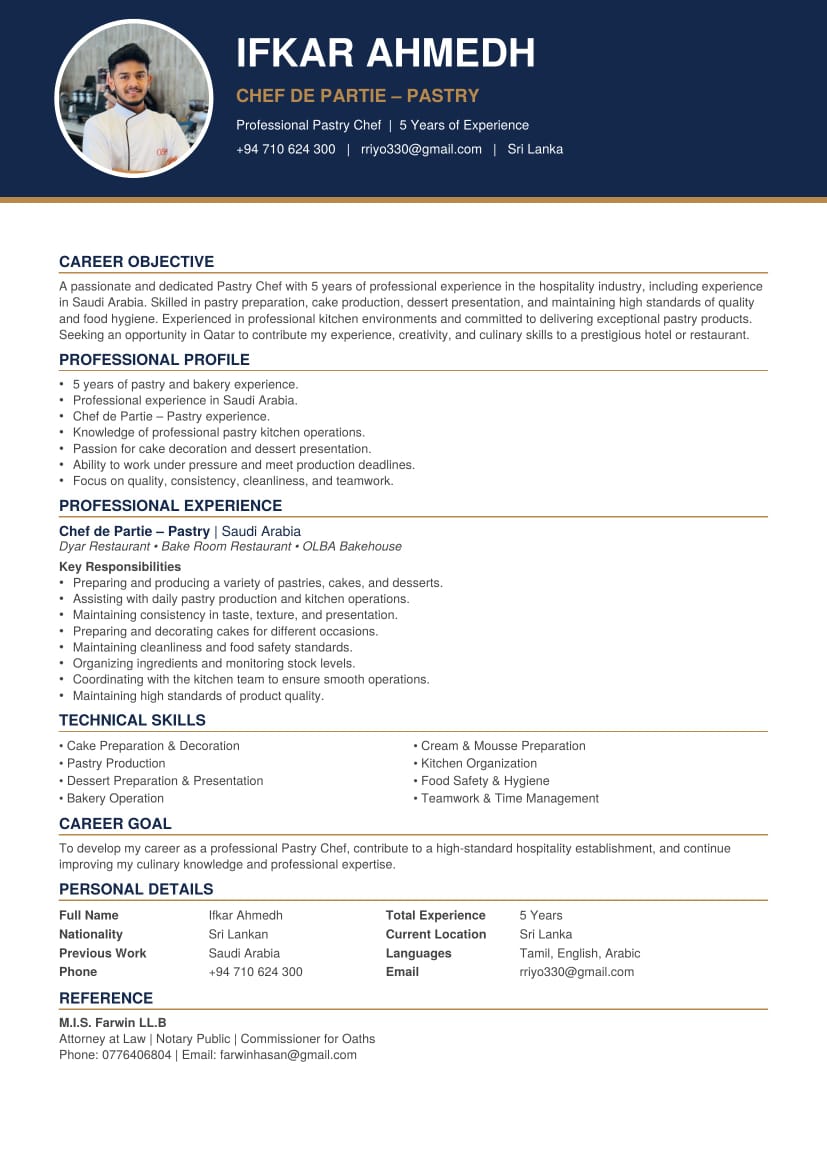 IFKAR AHMEDH
CHEF DE PARTIE – PASTRY
Professional Pastry Chef | 5 Years of Experience
+94 710 624 300 | rriyo330@gmail.com | Sri Lanka
CAREER OBJECTIVE
A passionate and dedicated Pastry Chef with 5 years of professional experience in the hospitality industry, including experience
in Saudi Arabia. Skilled in pastry preparation, cake production, dessert presentation, and maintaining high standards of quality
and food hygiene. Experienced in professional kitchen environments and committed to delivering exceptional pastry products.
Seeking an opportunity in Qatar to contribute my experience, creativity, and culinary skills to a prestigious hotel or restaurant.
PROFESSIONAL PROFILE
• 5 years of pastry and bakery experience.
• Professional experience in Saudi Arabia.
• Chef de Partie – Pastry experience.
• Knowledge of professional pastry kitchen operations.
• Passion for cake decoration and dessert presentation.
• Ability to work under pressure and meet production deadlines.
• Focus on quality, consistency, cleanliness, and teamwork.
PROFESSIONAL EXPERIENCE
Chef de Partie – Pastry | Saudi Arabia
Dyar Restaurant • Bake Room Restaurant • OLBA Bakehouse
Key Responsibilities
• Preparing and producing a variety of pastries, cakes, and desserts.
• Assisting with daily pastry production and kitchen operations.
• Maintaining consistency in taste, texture, and presentation.
• Preparing and decorating cakes for different occasions.
• Maintaining cleanliness and food safety standards.
• Organizing ingredients and monitoring stock levels.
• Coordinating with the kitchen team to ensure smooth operations.
• Maintaining high standards of product quality.
TECHNICAL SKILLS
• Cake Preparation & Decoration
• Pastry Production
• Dessert Preparation & Presentation
• Bakery Operation
• Cream & Mousse Preparation
• Kitchen Organization
• Food Safety & Hygiene
• Teamwork & Time Management
CAREER GOAL
To develop my career as a professional Pastry Chef, contribute to a high-standard hospitality establishment, and continue
improving my culinary knowledge and professional expertise.
PERSONAL DETAILS
Full Name Ifkar Ahmedh Total Experience 5 Years
Nationality Sri Lankan Current Location Sri Lanka
Previous Work Saudi Arabia Languages Tamil, English, Arabic
Phone +94 710 624 300 Email rriyo330@gmail.com
REFERENCE
M.I.S. Farwin LL.B
Attorney at Law | Notary Public | Commissioner for Oaths
Phone: 0776406804 | Email: farwinhasan@gmail.com